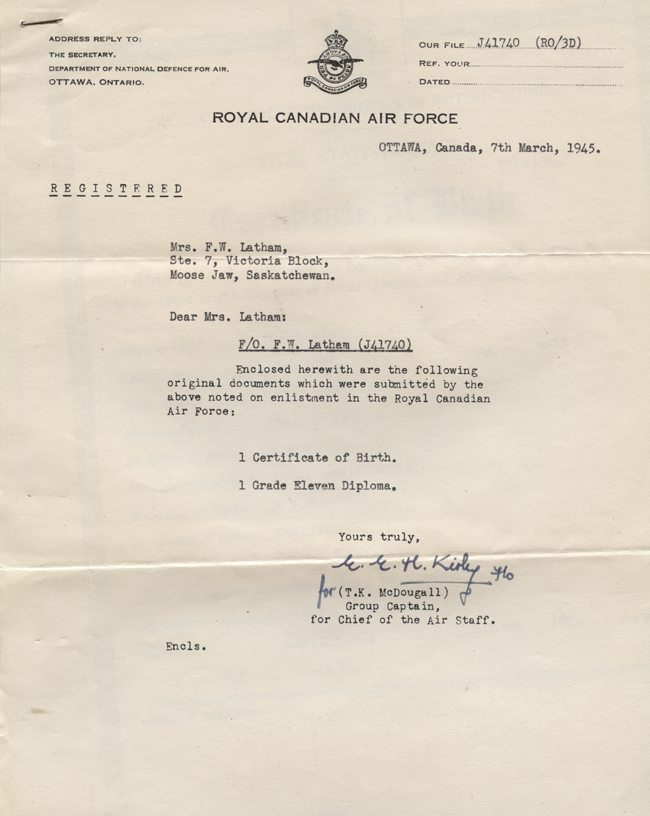 ADDRESS REPLY TO:
THE SECRETARY,
DEPARTMENT OF NATIONAL DEFENCE FOR AIR,
OTTAWA, ONTARIO.
OUR FILE J41740 (RO/3D)
REF. YOUR
DATED
ROYAL CANADIAN AIR FORCE
OTTAWA, Canada, 7th March, 1945.
REGISTERED
Mrs. F.W. Latham,
Ste. 7, Victoria Block,
Moose Jaw, Saskatchewan.
Dear Mrs. Latham:
F/O. F.W. Latham (J41740)
Enclosed herewith are the following
original documents which were submitted by the
above noted on enlistment in the Royal Canadian
Air Force:
1 Certificate of Birth.
1 Grade Eleven Diploma.
Yours truly,
for (T.K. McDougall)
Group Captain,
for Chief of the Air Staff.
Encls.